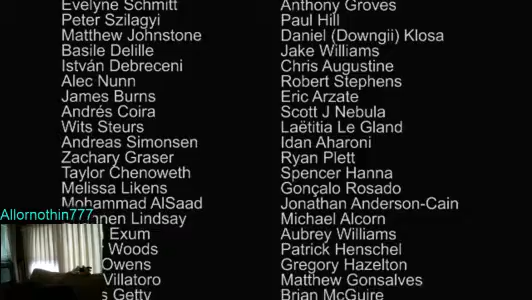 Evelyne Schmitt
Peter Szilagyi
Matthew Johnstone
Basile Delille
István Debreceni
Alec Nunn
James Burns
Andrés Coira
Wits Steurs
Andreas Simonsen
Zachary Graser
Taylor Chenoweth
Melissa Likens
Mohammad AlSaad
Lindsay
Exum
Woods
Owens
Villatoro
Getty
Anthony Groves
Paul Hill
Daniel (Downgii) Klosa
Jake Williams
Chris Augustine
Robert Stephens
Eric Arzate
Scott J Nebula
Laëtitia Le Gland
Idan Aharoni
Ryan Plett
Spencer Hanna
Gonçalo Rosado
Jonathan Anderson-Cain
Michael Alcorn
Aubrey Williams
Patrick Henschel
Gregory Hazelton
Matthew Gonsalves
Brian McGuire
Allornothin777